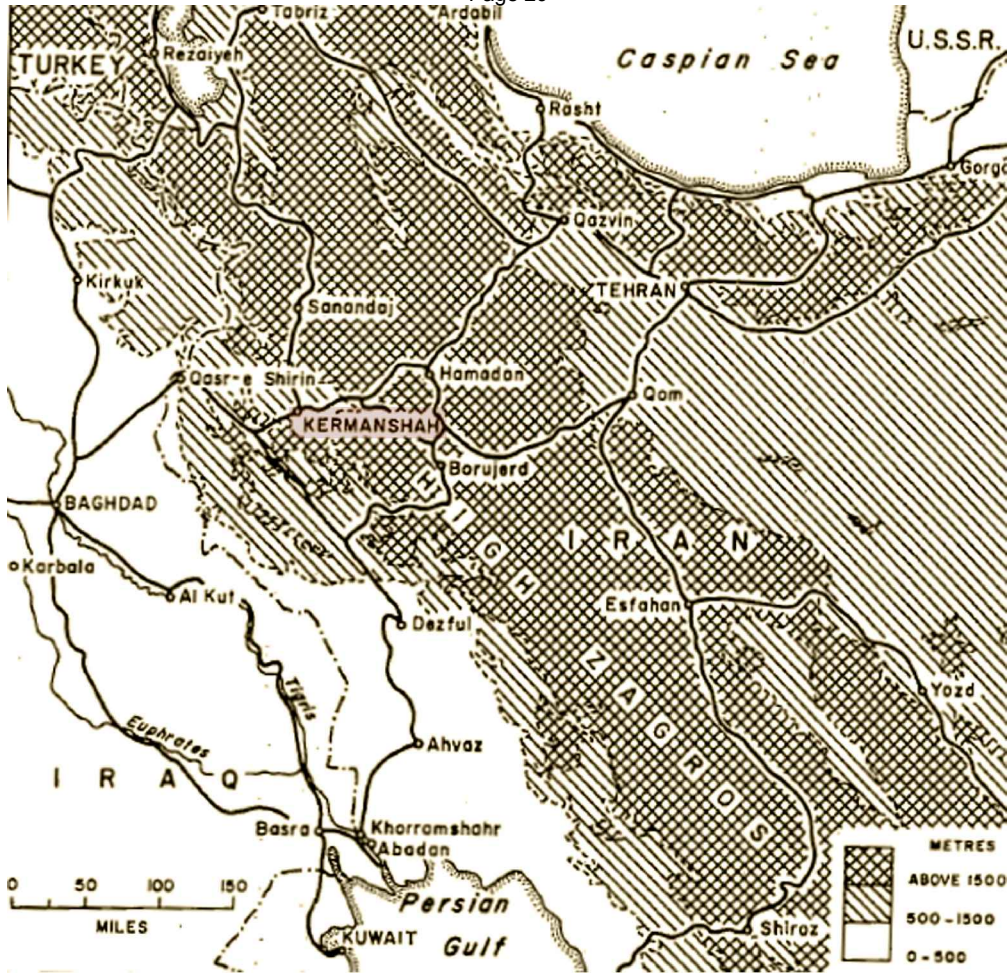 Tabriz
Ardabil
Rezaiyeh
TURKEY
Caspian Sea
U.S.S.R.
Rasht
Qazvin
Kirkuk
TEHRAN
Sanandaj
Qasr-e Shirin
Hamadan
Qom
KERMANSHAH
Borujerd
BAGHDAD
IRAN
HIGH ZAGROS
Karbala
Al Kut
Esfahan
Dezful
Yazd
Tigris
Euphrates
Ahvaz
IRAQ
Basra
Khorramshahr
Abadan
METRES
ABOVE 1500
500-1500
0-500
0 50 100 150
MILES
Persian
Gulf
KUWAIT
Shiraz